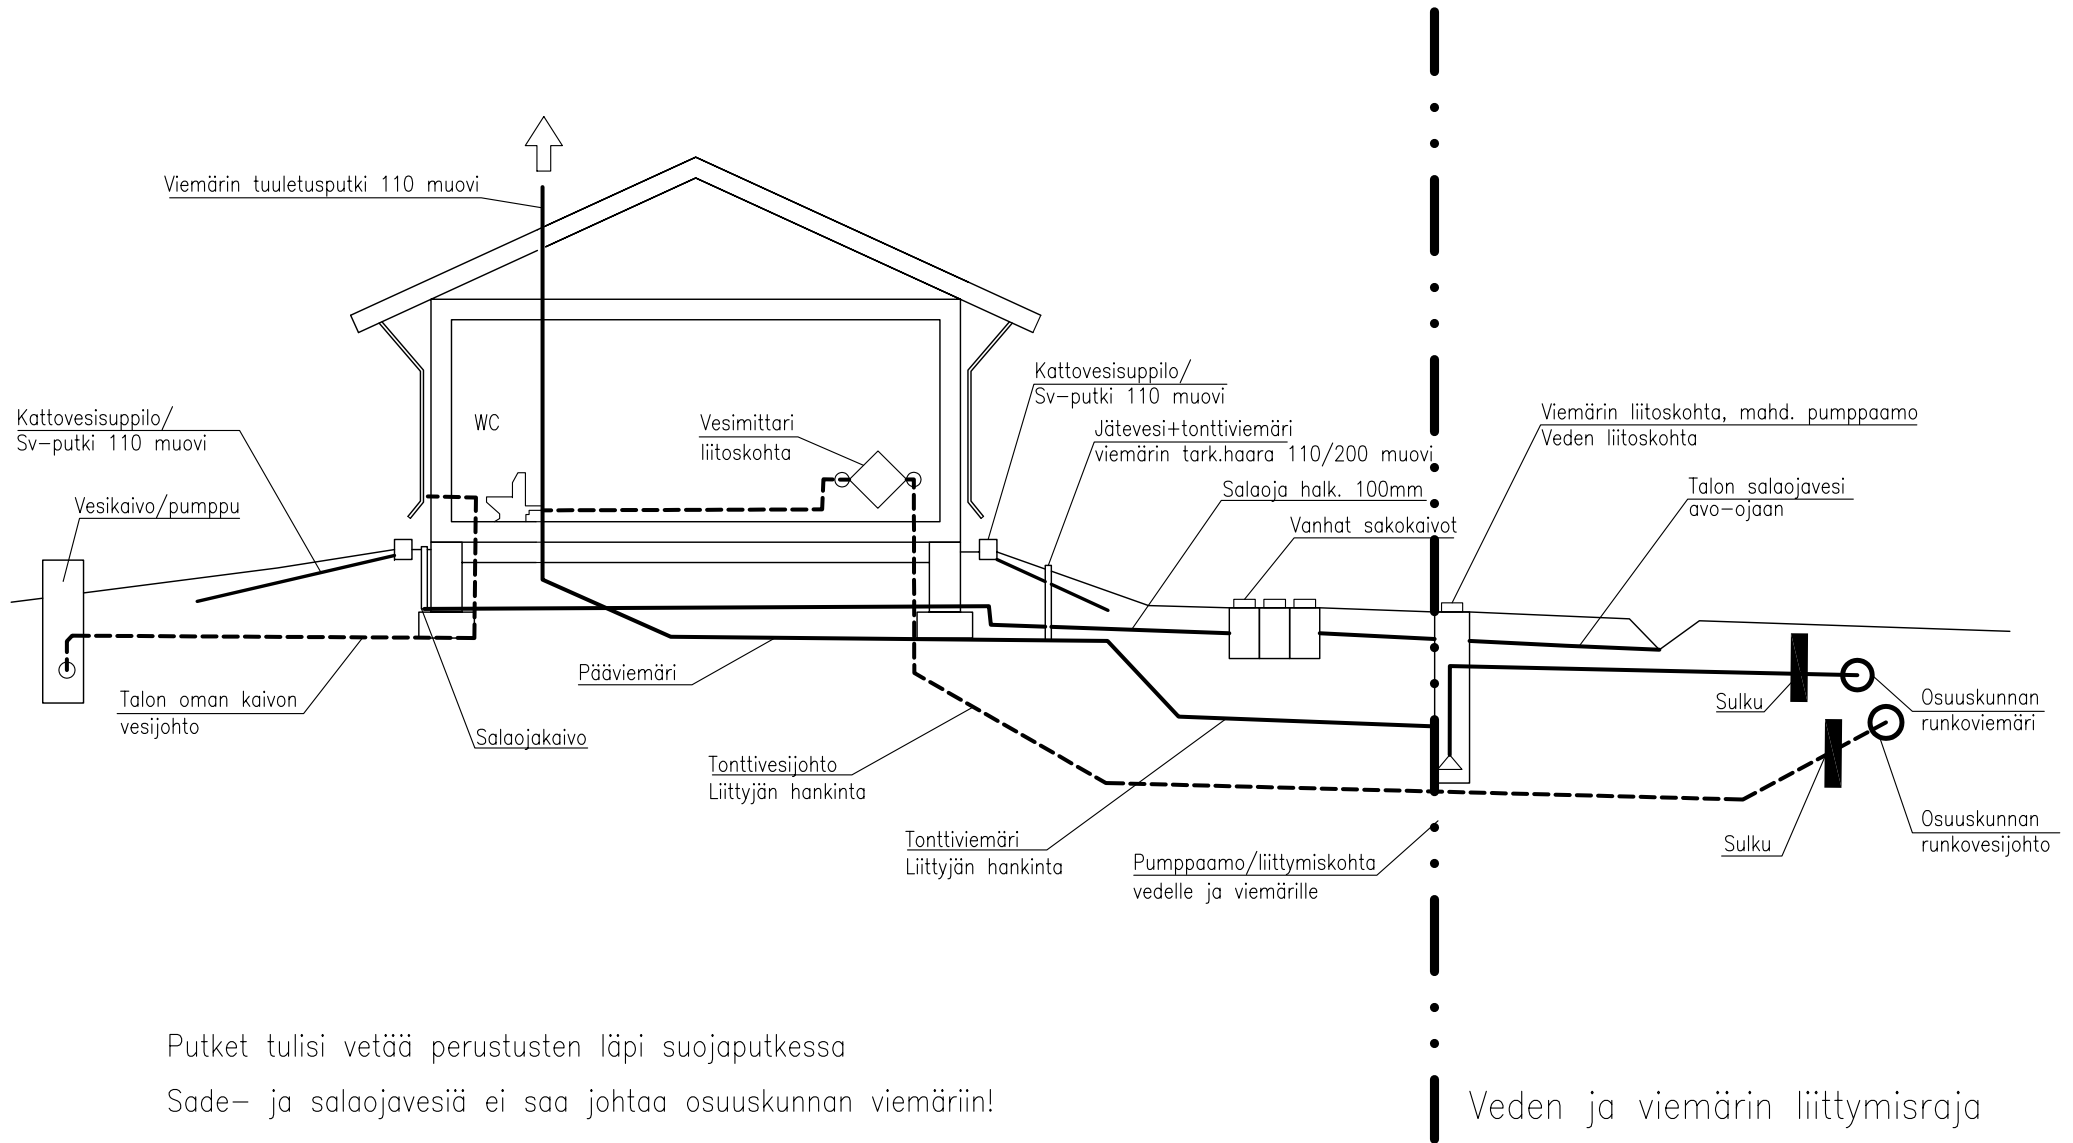 Viemärin tuuletusputki 110 muovi
Kattovesisuppilo/
Sv-putki 110 muovi
Vesikaivo/pumppu
WC
Vesimittari
liitoskohta
Kattovesisuppilo/
Sv-putki 110 muovi
Jätevesi+tonttiviemäri
viemärin tark.haara 110/200 muovi
Salaoja halk. 100mm
Vanhat sakokaivot
Viemärin liitoskohta, mahd. pumppaamo
Veden liitoskohta
Talon salaojavesi
avo-ojaan
Talon oman kaivon
vesijohto
Salaojakaivo
Pääviemäri
Tonttivesijohto
Liittyjän hankinta
Tonttiviemäri
Liittyjän hankinta
Pumppaamo/liittymiskohta
vedelle ja viemärille
Sulku
Osuuskunnan
runkoviemäri
Sulku
Osuuskunnan
runkovesijohto
Putket tulisi vetää perustusten läpi suojaputkessa
Sade- ja salaojavesiä ei saa johtaa osuuskunnan viemäriin!
Veden ja viemärin liittymisraja